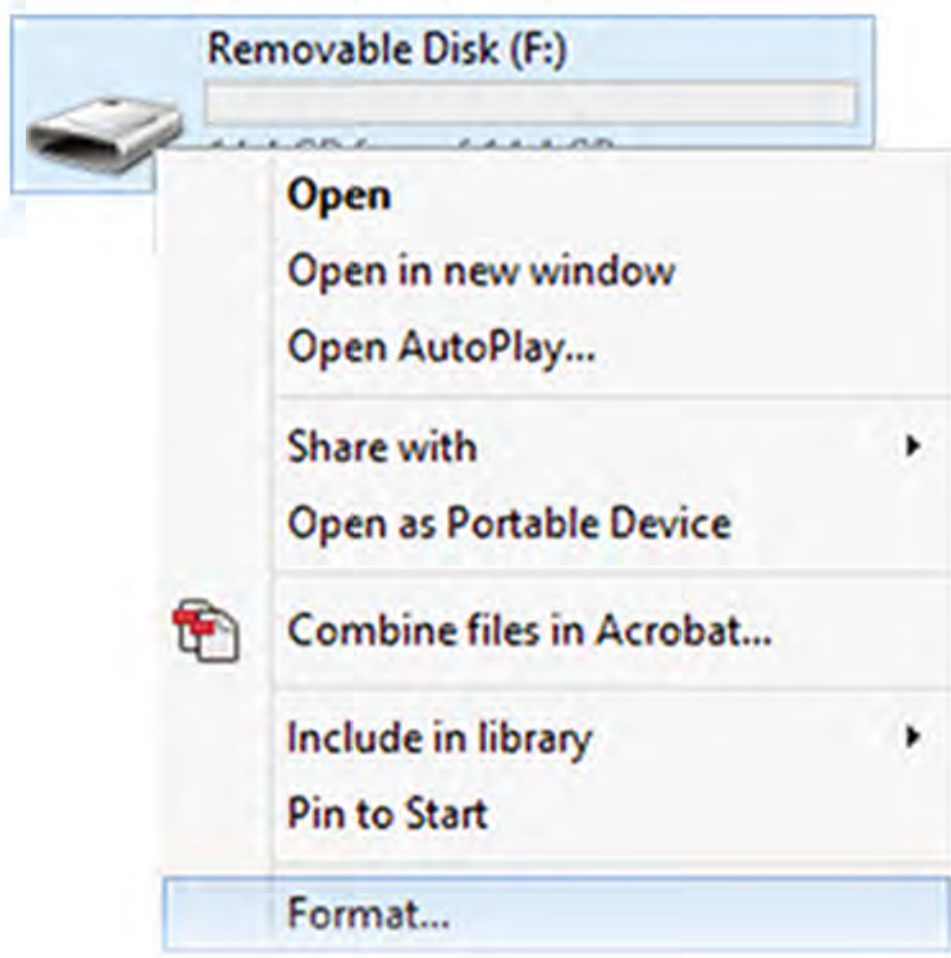 Removable Disk (F:)
Open
Open in new window
Open AutoPlay...
Share with
Open as Portable Device
Combine files in Acrobat...
Include in library
Pin to Start
Format...